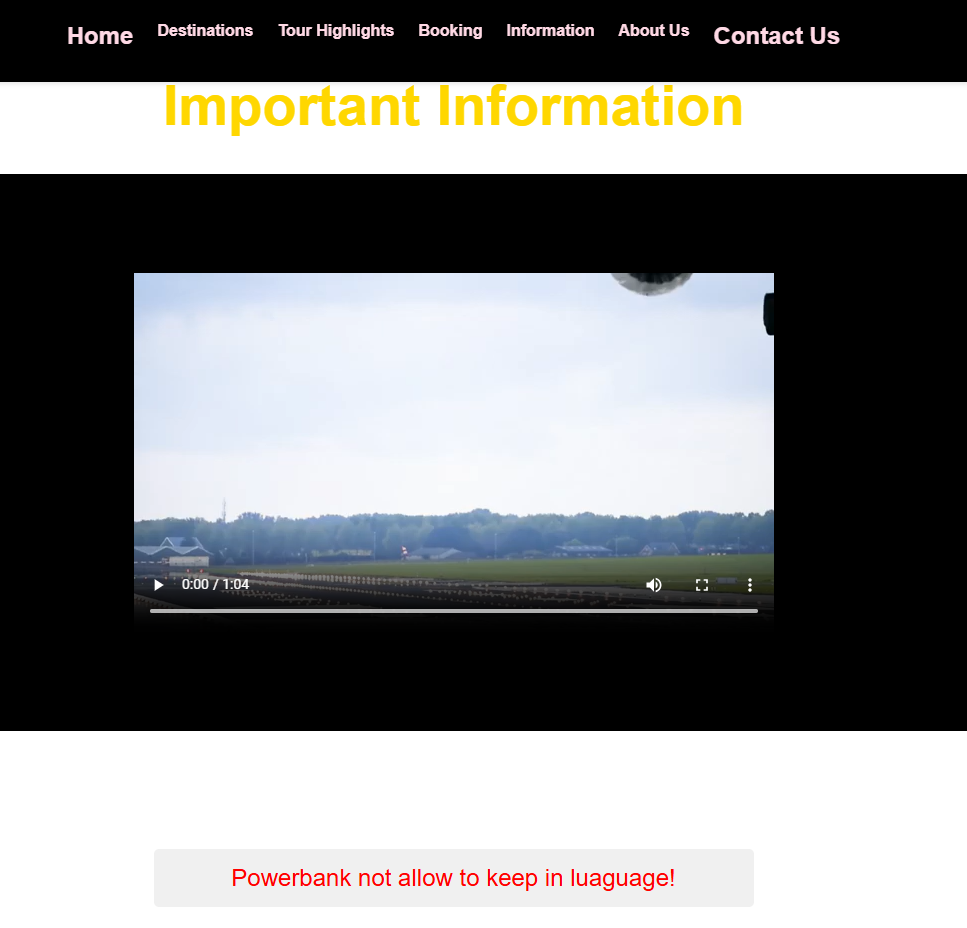 Home Destinations Tour Highlights Booking Information About Us Contact Us
Important Information
0:00 / 1:04
Powerbank not allow to keep in luaguage!